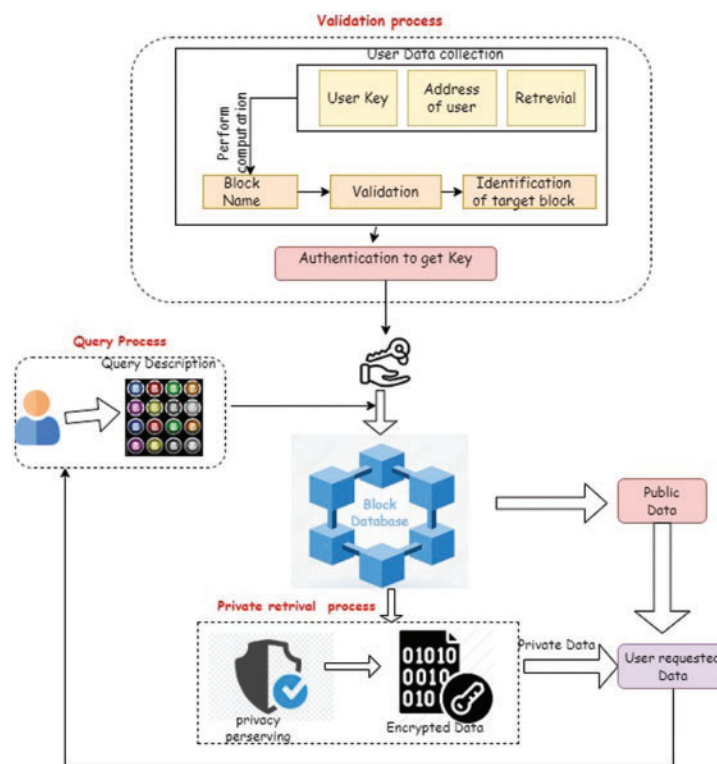 Validation process
User Data collection
User Key
Address
of user
Retrevial
Perform
computation
Block
Name
Validation
Identification
of target block
Authentication to get Key
Query Process
Query Description
Block
Database
Public
Data
Private retrival process
01010
0010
010
Private Data
User requested
Data
privacy
perserving
Encrypted Data